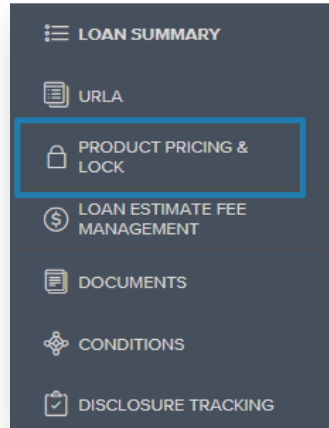 LOAN SUMMARY
URLA
PRODUCT PRICING &
LOCK
LOAN ESTIMATE FEE
MANAGEMENT
DOCUMENTS
CONDITIONS
DISCLOSURE TRACKING